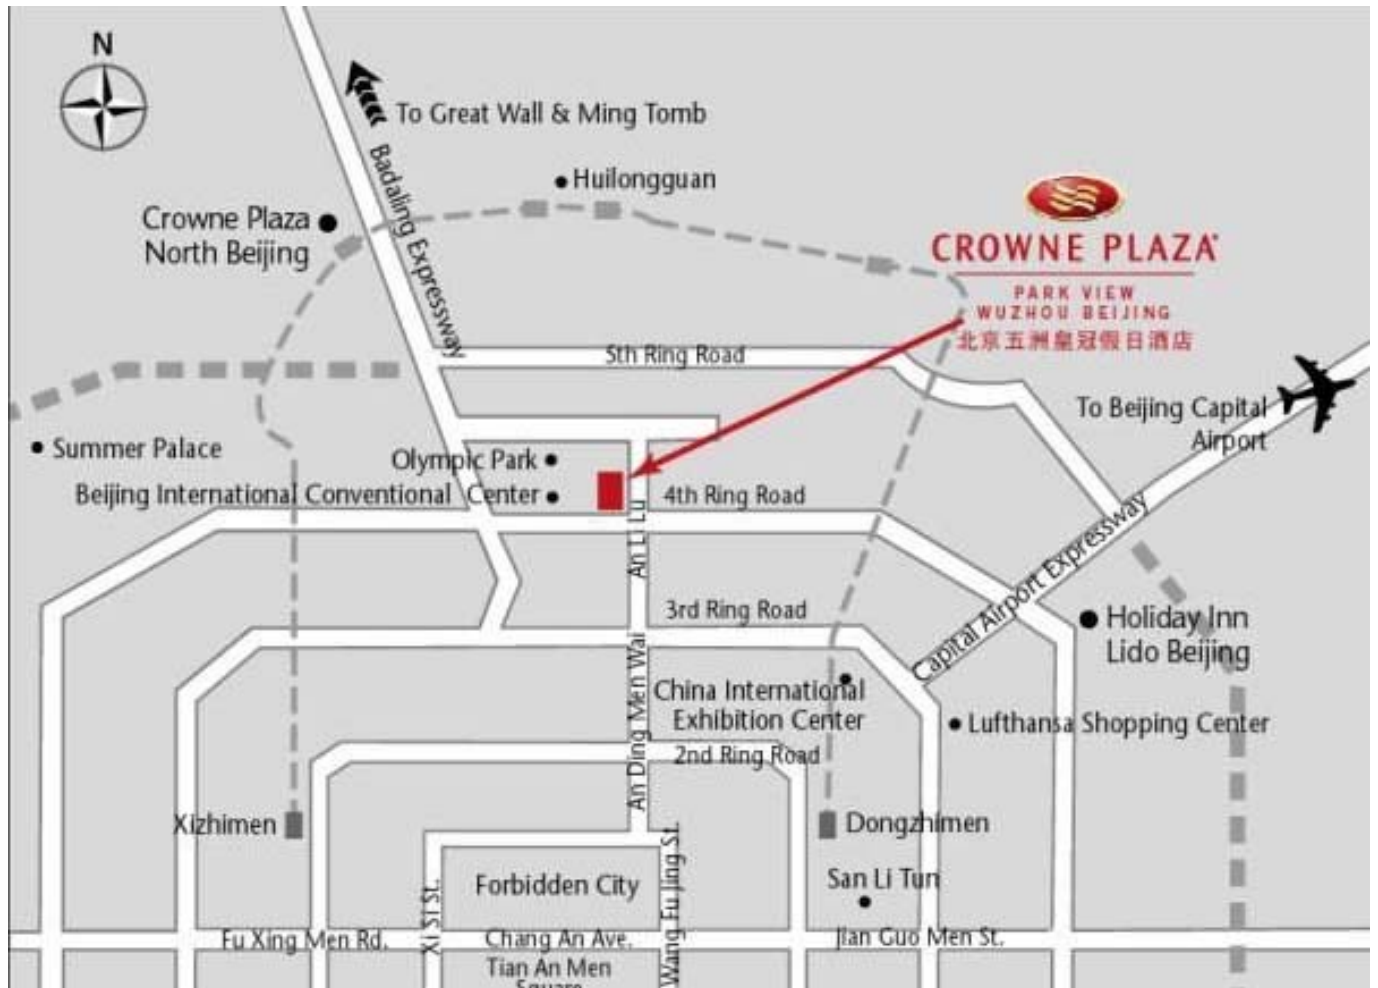 N
To Great Wall & Ming Tomb
Badaling Expressway
Huilongguan
Crowne Plaza
North Beijing
CROWNE PLAZA
PARK VIEW
WUZHOU BEIJING
北京五洲皇冠假日酒店
5th Ring Road
To Beijing Capital
Airport
Summer Palace
Olympic Park
Beijing International Conventional Center
4th Ring Road
An Li Lu
Capital Airport Expressway
3rd Ring Road
Holiday Inn
Lido Beijing
An Ding Men Wai
China International
Exhibition Center
Lufthansa Shopping Center
2nd Ring Road
Xizhimen
Dongzhimen
Wang Fu Jing St.
Forbidden City
San Li Tun
Xi Si St.
Fu Xing Men Rd.
Chang An Ave.
Jian Guo Men St.
Tian An Men
Square